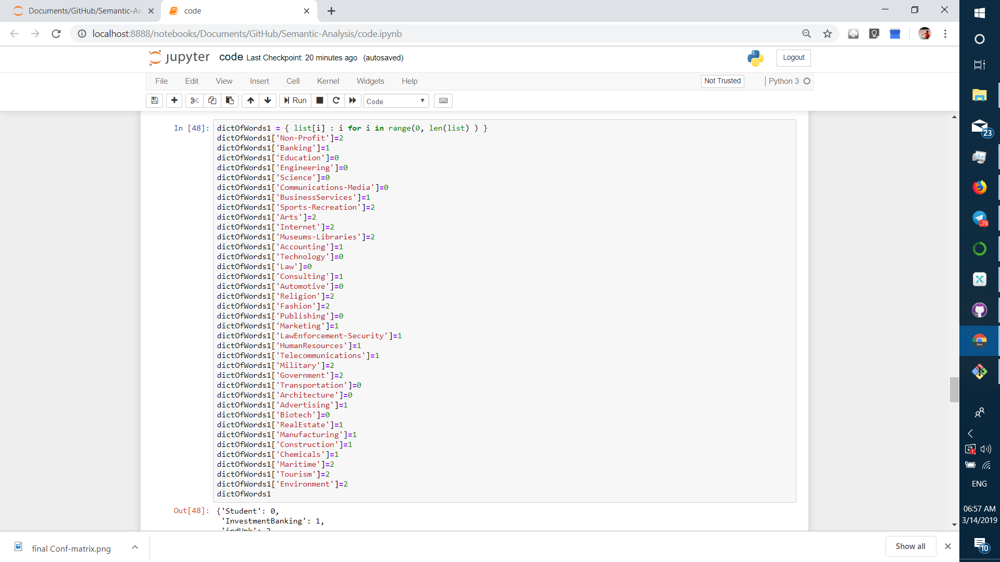 Documents/GitHub/Semantic-An
code
localhost:8888/notebooks/Documents/GitHub/Semantic-Analysis/code.ipynb
jupyter code Last Checkpoint: 20 minutes ago (autosaved)
Logout
File Edit View Insert Cell Kernel Widgets Help
Not Trusted
Python 3
Run
Code
In [48]: dictOfWords1 = { list[i] : i for i in range(0, len(list) ) }
dictOfWords1['Non-Profit']=2
dictOfWords1['Banking']=1
dictOfWords1['Education']=0
dictOfWords1['Engineering']=0
dictOfWords1['Science']=0
dictOfWords1['Communications-Media']=0
dictOfWords1['BusinessServices']=1
dictOfWords1['Sports-Recreation']=2
dictOfWords1['Arts']=2
dictOfWords1['Internet']=2
dictOfWords1['Museums-Libraries']=2
dictOfWords1['Accounting']=1
dictOfWords1['Technology']=0
dictOfWords1['Law']=0
dictOfWords1['Consulting']=1
dictOfWords1['Automotive']=0
dictOfWords1['Religion']=2
dictOfWords1['Fashion']=2
dictOfWords1['Publishing']=0
dictOfWords1['Marketing']=1
dictOfWords1['LawEnforcement-Security']=1
dictOfWords1['HumanResources']=1
dictOfWords1['Telecommunications']=1
dictOfWords1['Military']=2
dictOfWords1['Government']=2
dictOfWords1['Transportation']=0
dictOfWords1['Architecture']=0
dictOfWords1['Advertising']=1
dictOfWords1['Biotech']=0
dictOfWords1['RealEstate']=1
dictOfWords1['Manufacturing']=1
dictOfWords1['Construction']=1
dictOfWords1['Chemicals']=1
dictOfWords1['Maritime']=2
dictOfWords1['Tourism']=2
dictOfWords1['Environment']=2
dictOfWords1
Out[48]: {'Student': 0,
'InvestmentBanking': 1,
final Conf-matrix.png
Show all
23
..76
ENG
06:57 AM
3/14/2019
10